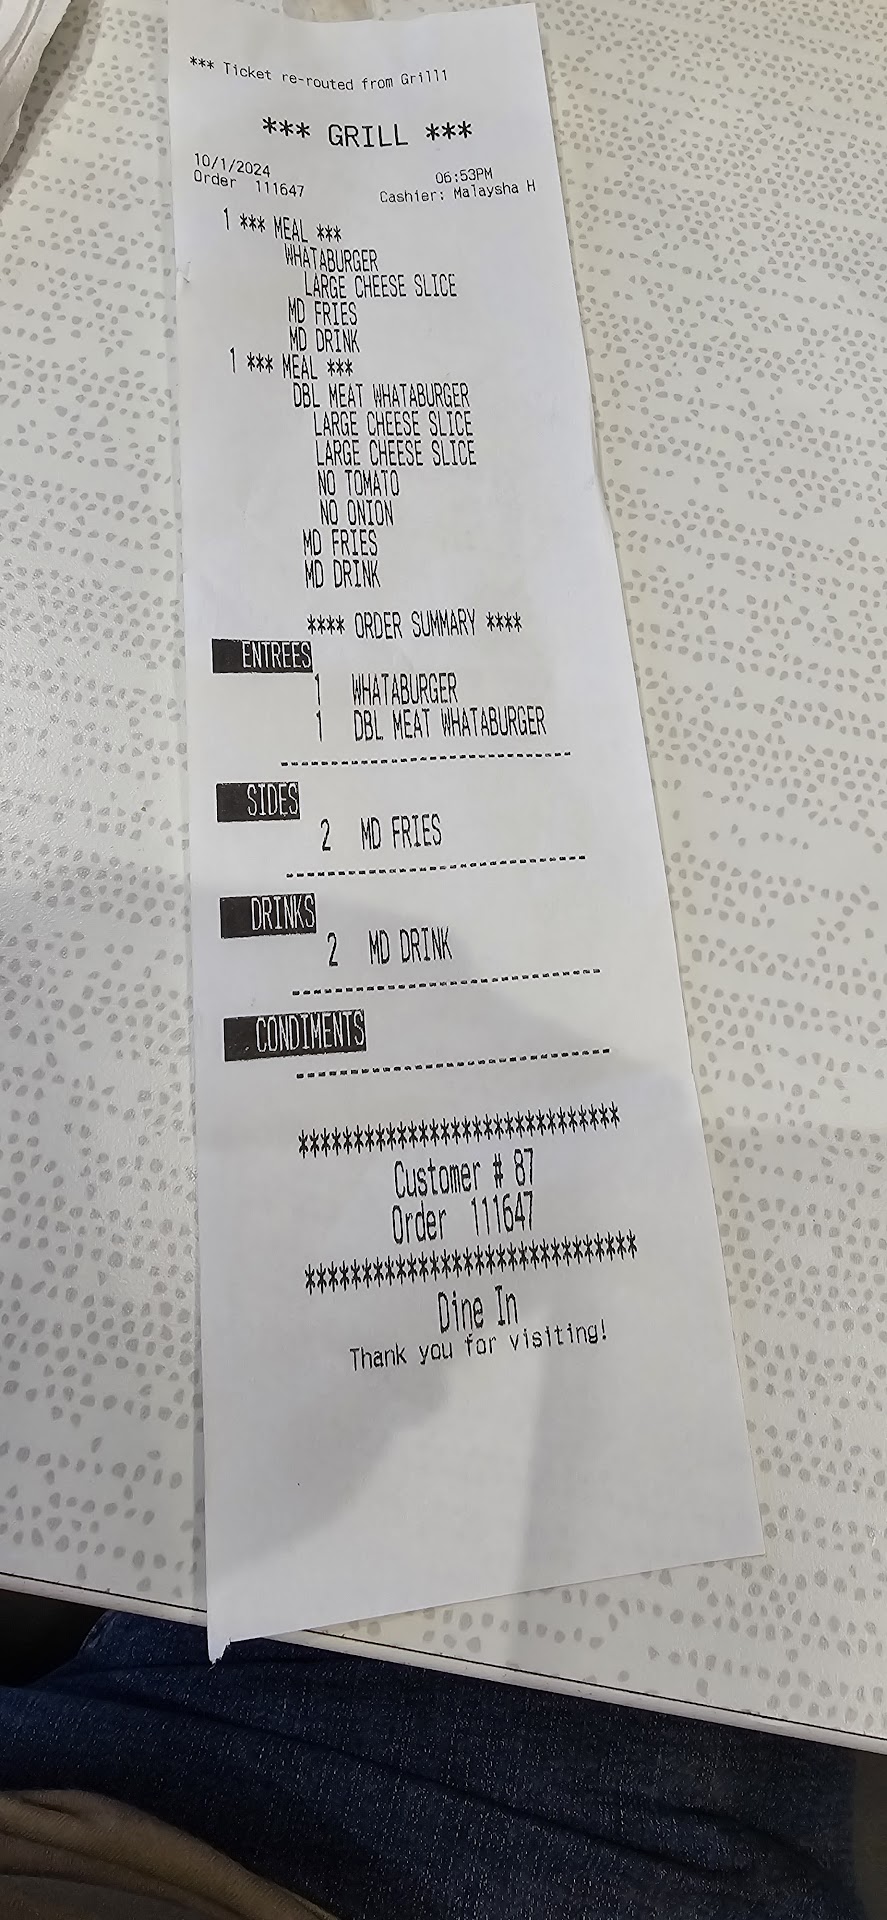 *** Ticket re-routed from Grill1
*** GRILL ***
10/1/2024 06:53PM
Order 111647 Cashier: Malaysha H
1 *** MEAL ***
WHATABURGER
LARGE CHEESE SLICE
MD FRIES
MD DRINK
1 *** MEAL ***
DBL MEAT WHATABURGER
LARGE CHEESE SLICE
LARGE CHEESE SLICE
NO TOMATO
NO ONION
MD FRIES
MD DRINK
**** ORDER SUMMARY ****
ENTREES
1 WHATABURGER
1 DBL MEAT WHATABURGER
------------------------------
SIDES
2 MD FRIES
------------------------------
DRINKS
2 MD DRINK
------------------------------
CONDIMENTS
------------------------------
*****************************
Customer # 87
Order 111647
*****************************
Dine In
Thank you for visiting!